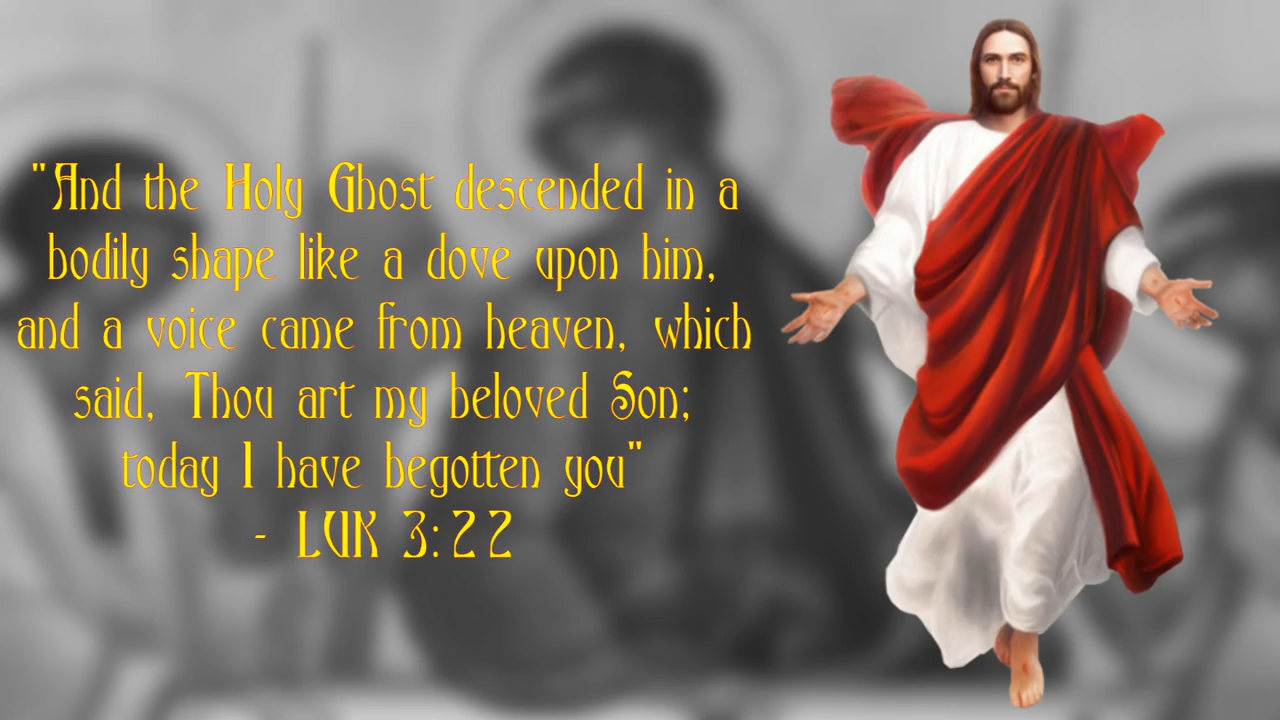 "And the Holy Ghost descended in a
bodily shape like a dove upon him,
and a voice came from heaven, which
said, Thou art my beloved Son;
today I have begotten you"
- LUK 3:22